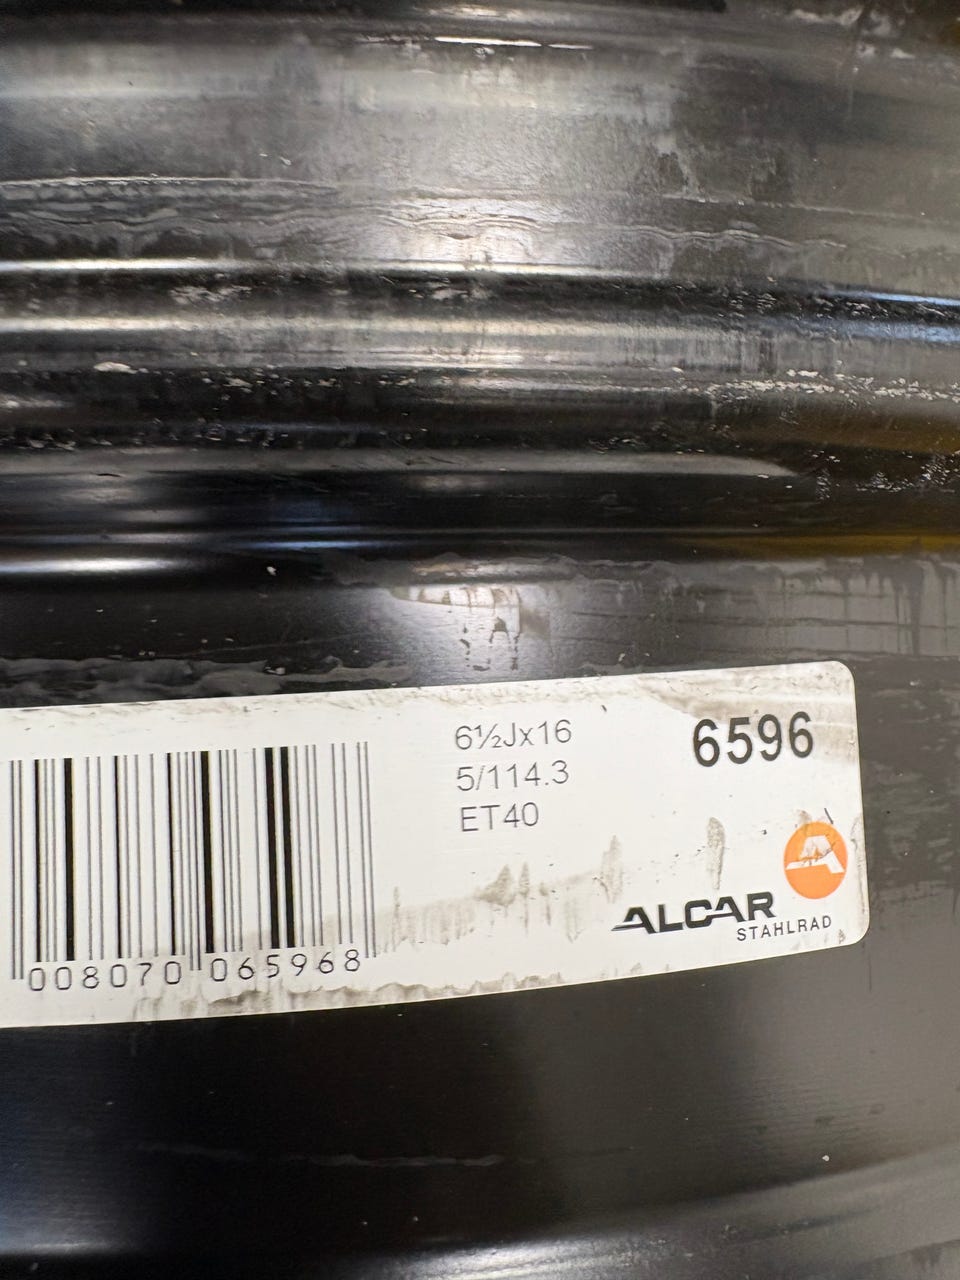 6½Jx16
5/114.3
ET40
6596
ALCAR
STAHLRAD
008070 065968